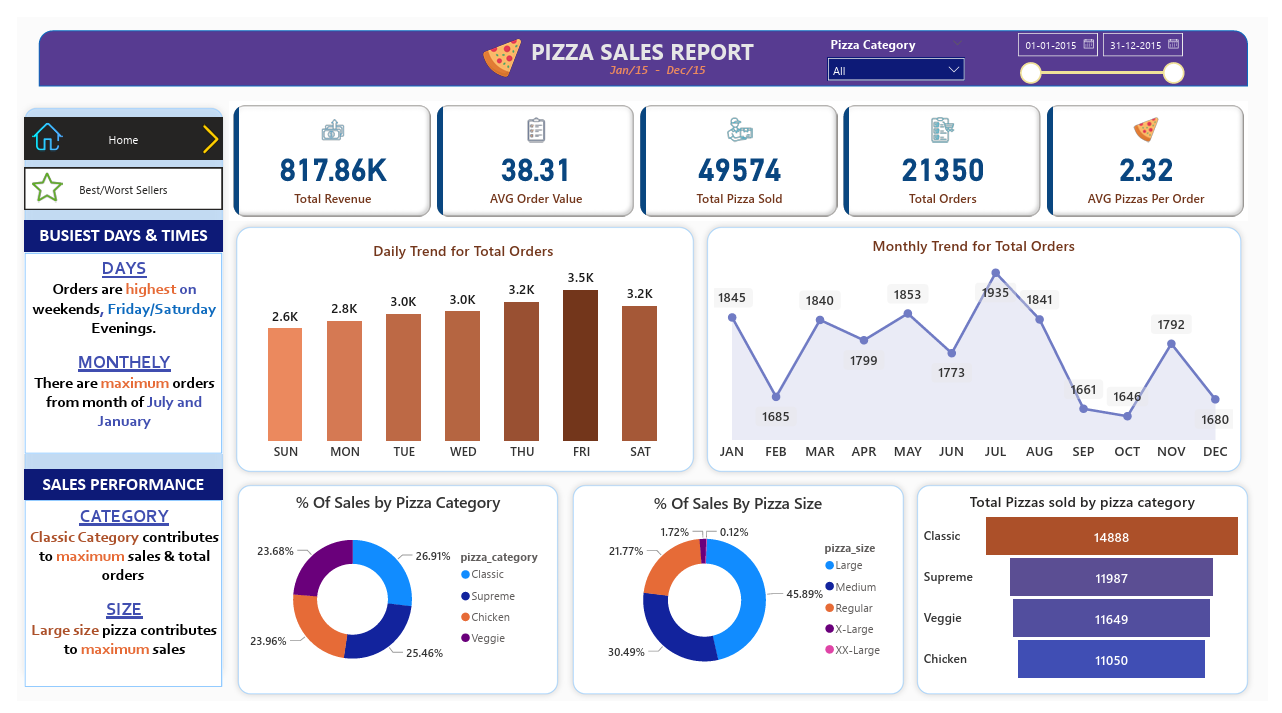 PIZZA SALES REPORT
Jan/15 - Dec/15
Pizza Category
All
01-01-2015
31-12-2015
Home
Best/Worst Sellers
BUSIEST DAYS & TIMES
DAYS
Orders are highest on
weekends, Friday/Saturday
Evenings.
MONTHELY
There are maximum orders
from month of July and
January
SALES PERFORMANCE
CATEGORY
Classic Category contributes
to maximum sales & total
orders
SIZE
Large size pizza contributes
to maximum sales
817.86K
Total Revenue
38.31
AVG Order Value
49574
Total Pizza Sold
21350
Total Orders
2.32
AVG Pizzas Per Order
Daily Trend for Total Orders
2.6K
2.8K
3.0K
3.0K
3.2K
3.5K
3.2K
SUN MON TUE WED THU FRI SAT
Monthly Trend for Total Orders
1845
1685
1840
1799
1853
1773
1935
1841
1661
1646
1792
1680
JAN FEB MAR APR MAY JUN JUL AUG SEP OCT NOV DEC
% Of Sales by Pizza Category
26.91%
25.46%
23.96%
23.68%
pizza_category
Classic
Supreme
Chicken
Veggie
% Of Sales By Pizza Size
1.72%
0.12%
21.77%
45.89%
30.49%
pizza_size
Large
Medium
Regular
X-Large
XX-Large
Total Pizzas sold by pizza category
Classic 14888
Supreme 11987
Veggie 11649
Chicken 11050